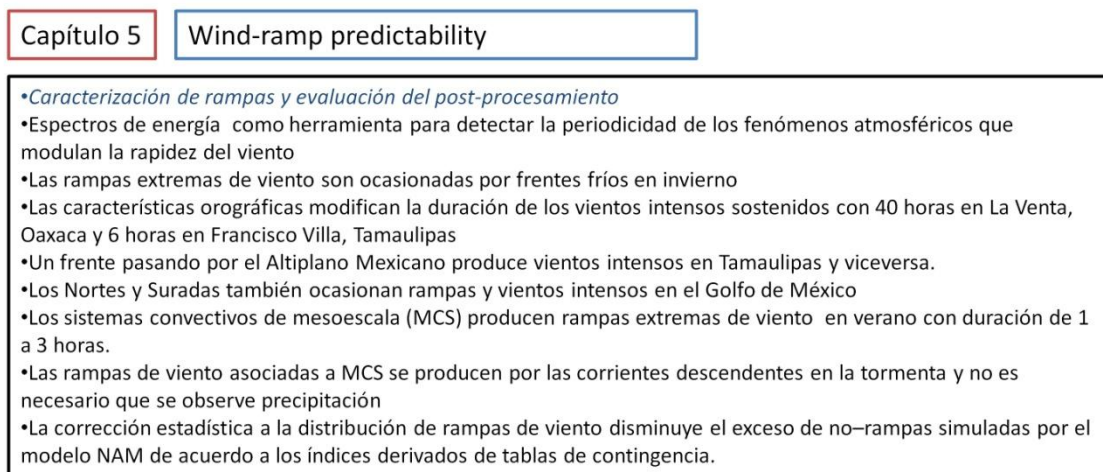 Capítulo 5
Wind-ramp predictability
•Caracterización de rampas y evaluación del post-procesamiento
•Espectros de energía como herramienta para detectar la periodicidad de los fenómenos atmosféricos que
modulan la rapidez del viento
•Las rampas extremas de viento son ocasionadas por frentes fríos en invierno
•Las características orográficas modifican la duración de los vientos intensos sostenidos con 40 horas en La Venta,
Oaxaca y 6 horas en Francisco Villa, Tamaulipas
•Un frente pasando por el Altiplano Mexicano produce vientos intensos en Tamaulipas y viceversa.
•Los Nortes y Suradas también ocasionan rampas y vientos intensos en el Golfo de México
•Los sistemas convectivos de mesoescala (MCS) producen rampas extremas de viento en verano con duración de 1
a 3 horas.
•Las rampas de viento asociadas a MCS se producen por las corrientes descendentes en la tormenta y no es
necesario que se observe precipitación
•La corrección estadística a la distribución de rampas de viento disminuye el exceso de no–rampas simuladas por el
modelo NAM de acuerdo a los índices derivados de tablas de contingencia.